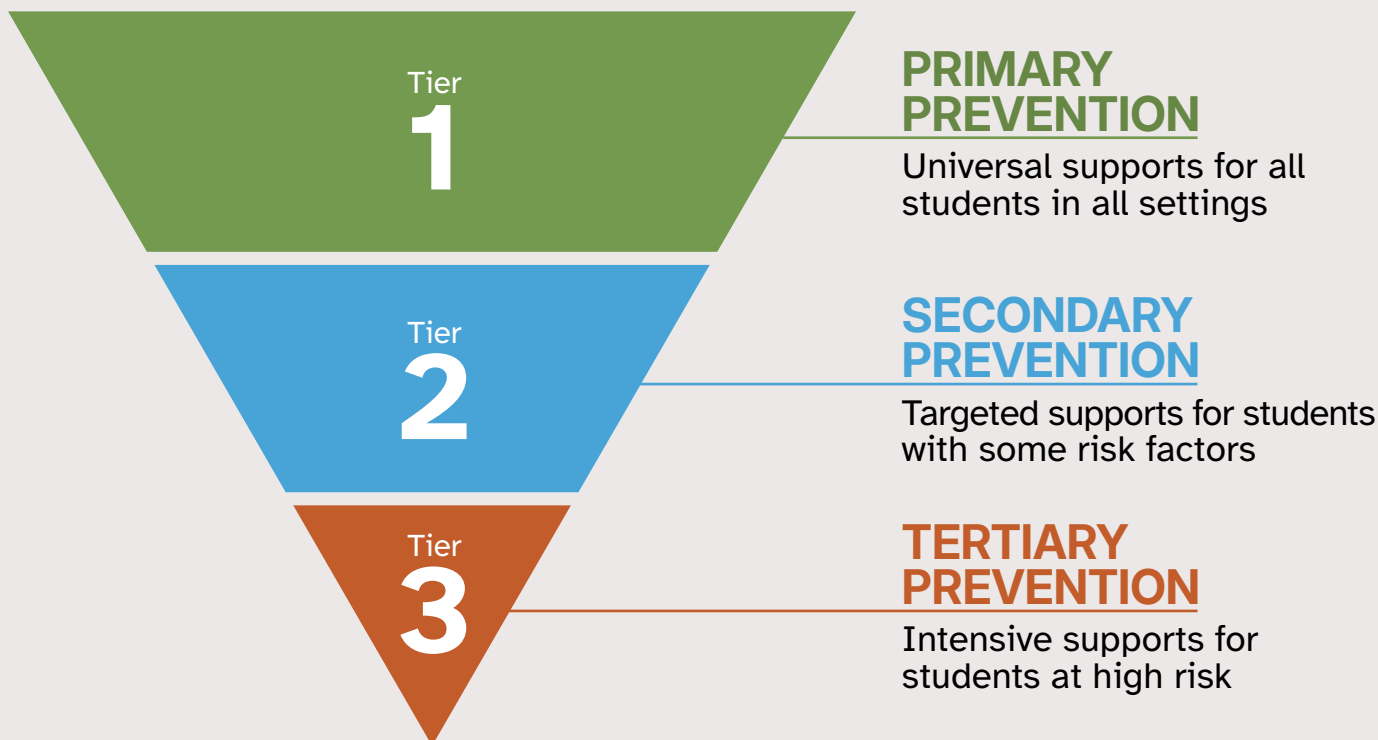 Tier
1
PRIMARY
PREVENTION
Universal supports for all
students in all settings
Tier
2
SECONDARY
PREVENTION
Targeted supports for students
with some risk factors
Tier
3
TERTIARY
PREVENTION
Intensive supports for
students at high risk